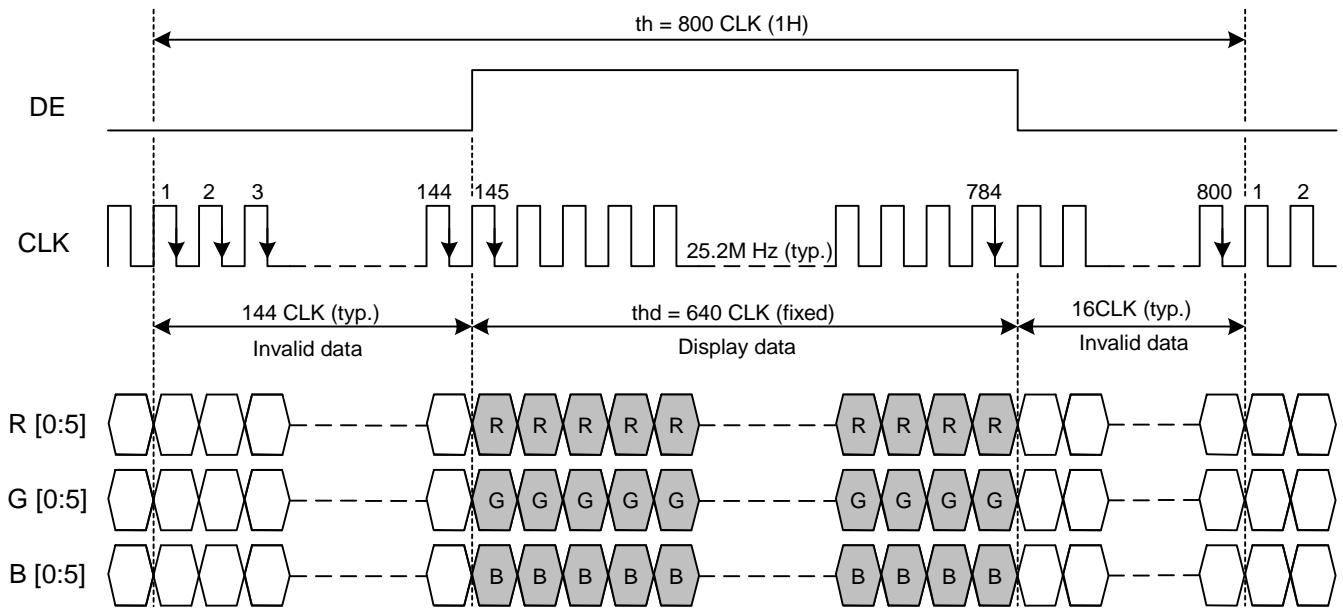 th = 800 CLK (1H)
DE
1 2 3 144 145 784 800 1 2
CLK
25.2M Hz (typ.)
144 CLK (typ.) thd = 640 CLK (fixed) 16CLK (typ.)
Invalid data Display data Invalid data
R [0:5] R R R R R R R R R
G [0:5] G G G G G G G G G
B [0:5] B B B B B B B B B